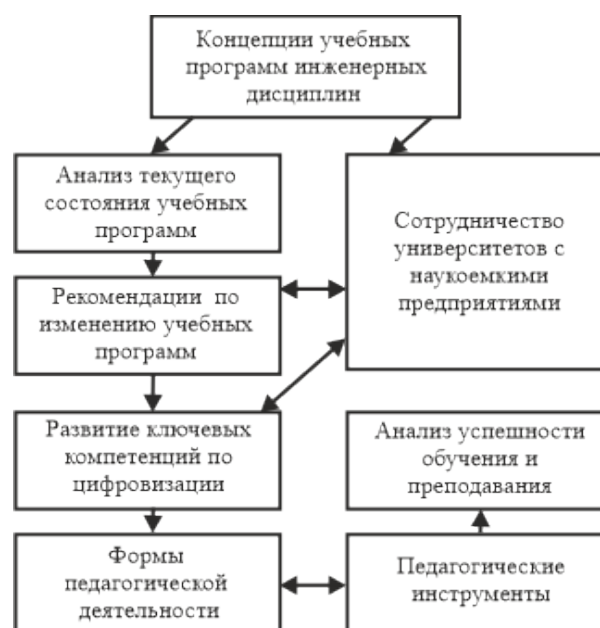 Концепции учебных
программ инженерных
дисциплин
Анализ текущего
состояния учебных
программ
Сотрудничество
университетов с
наукоемкими
предприятиями
Рекомендации по
изменению учебных
программ
Развитие ключевых
компетенций по
цифровизации
Анализ успешности
обучения и
преподавания
Формы
педагогической
деятельности
Педагогические
инструменты